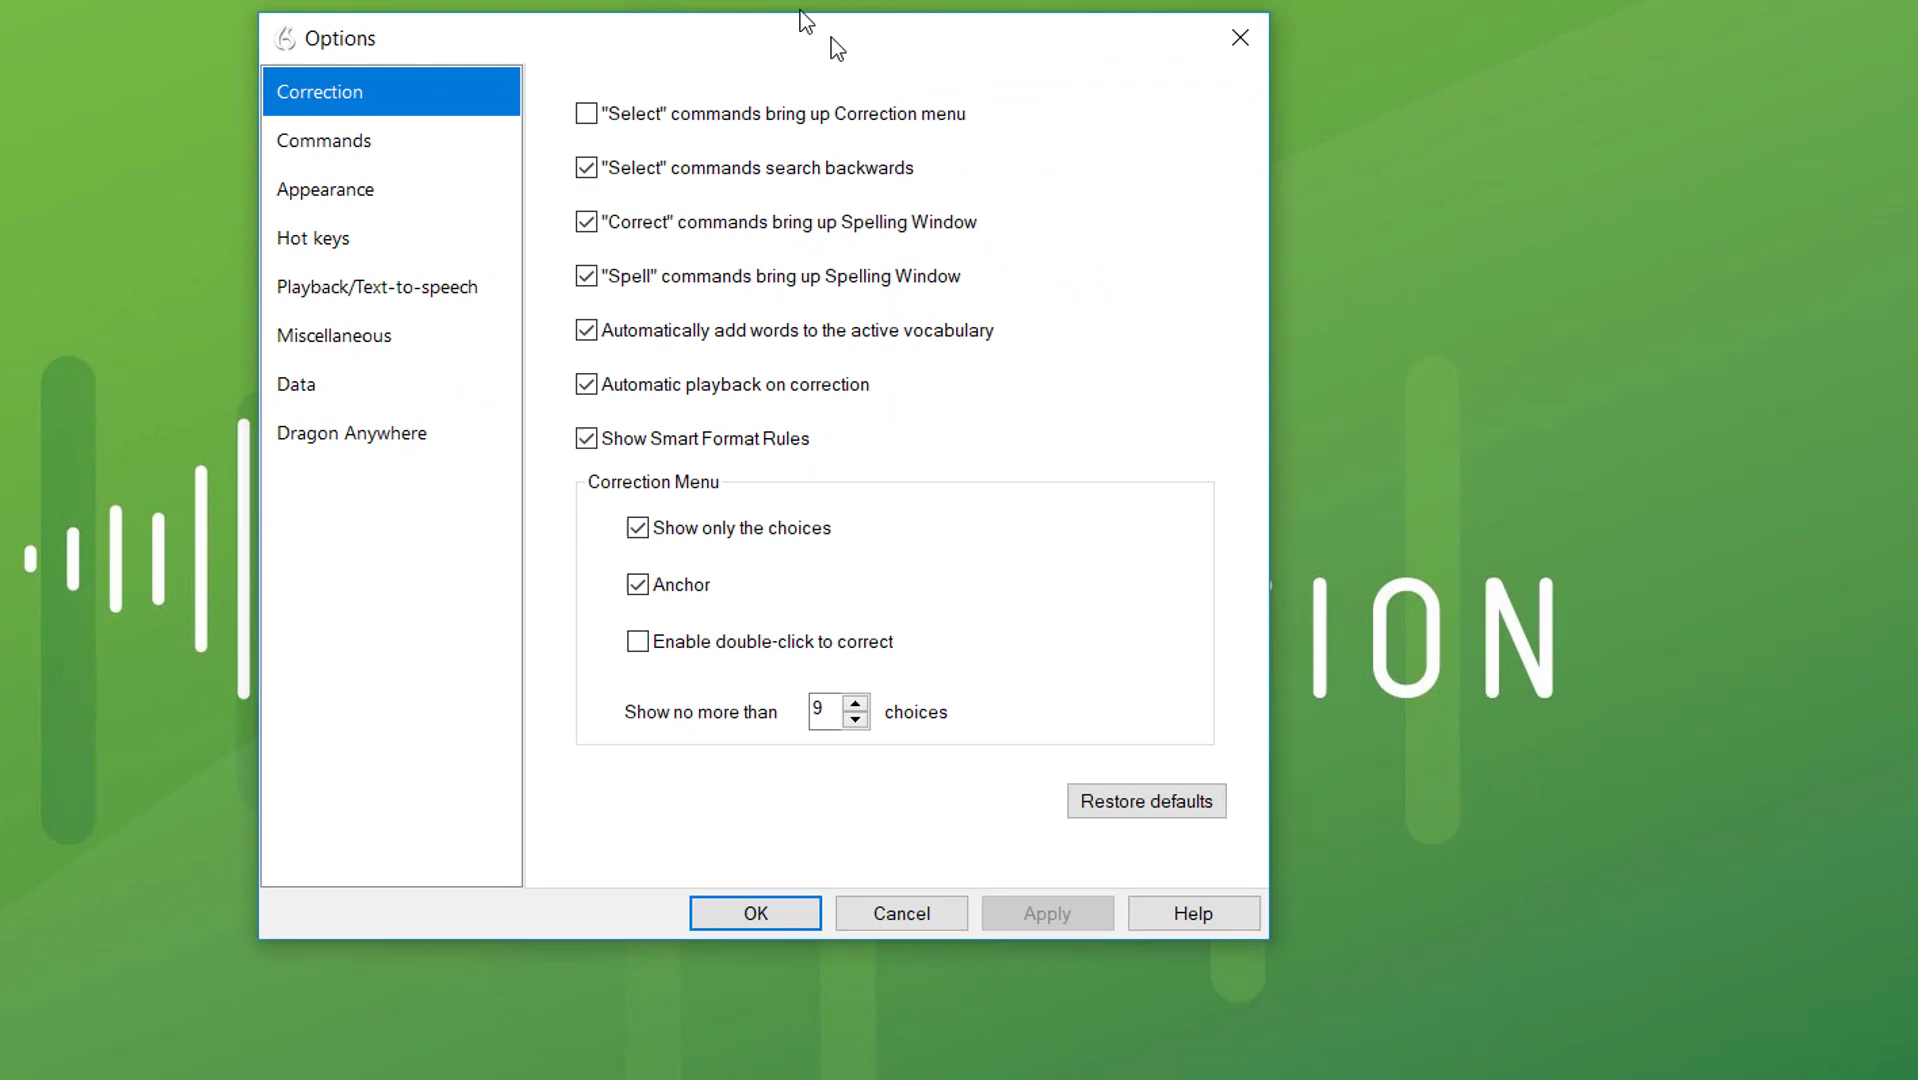 Options
Correction
Commands
Appearance
Hot keys
Playback/Text-to-speech
Miscellaneous
Data
Dragon Anywhere
"Select" commands bring up Correction menu
"Select" commands search backwards
"Correct" commands bring up Spelling Window
"Spell" commands bring up Spelling Window
Automatically add words to the active vocabulary
Automatic playback on correction
Show Smart Format Rules
Correction Menu
Show only the choices
Anchor
Enable double-click to correct
Show no more than 9 choices
Restore defaults
OK Cancel Apply Help
ION